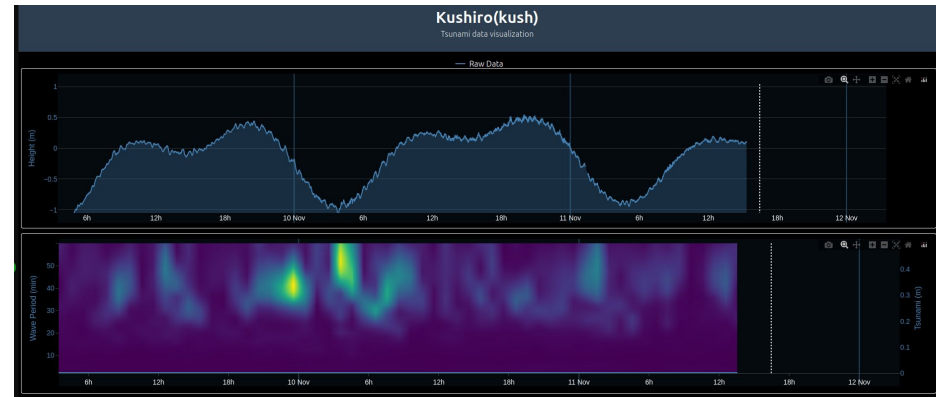 Kushiro(kush)
Tsunami data visualization
Raw Data
Height (m)
1
0.5
0
−0.5
−1
6h 12h 18h 10 Nov 6h 12h 18h 11 Nov 6h 12h 18h 12 Nov
Wave Period (min)
50
40
30
20
10
0.4
0.3
0.2
0.1
0
Tsunami (m)
6h 12h 18h 10 Nov 6h 12h 18h 11 Nov 6h 12h 18h 12 Nov